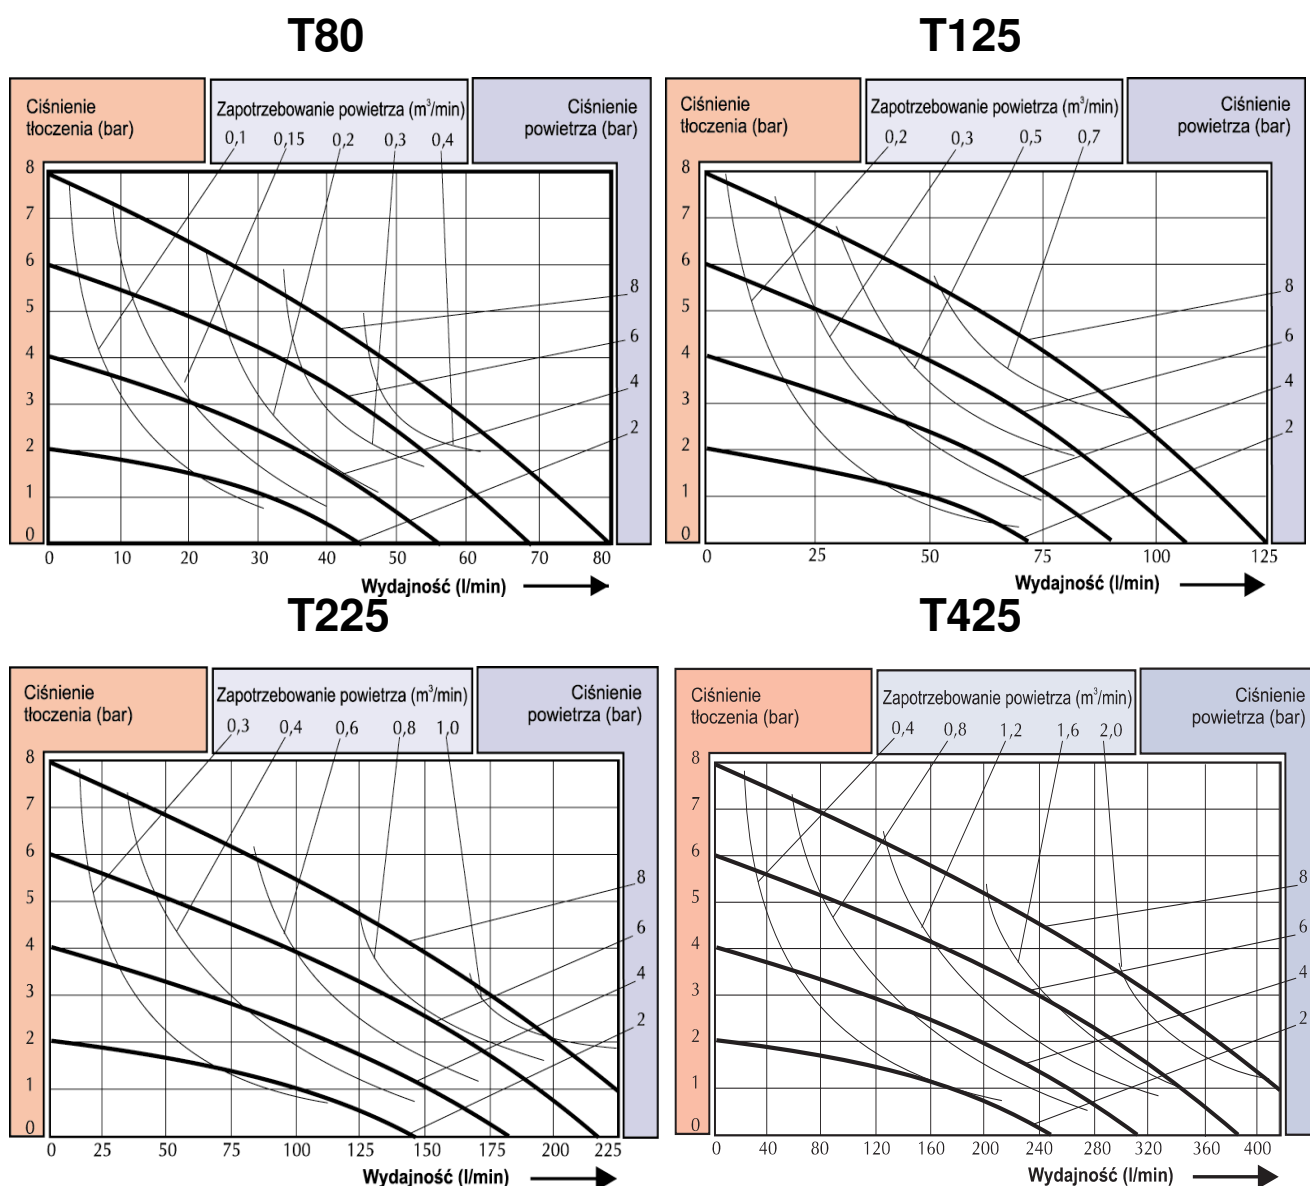 T80
Ciśnienie
tłoczenia (bar)
Zapotrzebowanie powietrza (m³/min)
0,1 0,15 0,2 0,3 0,4
Ciśnienie
powietrza (bar)
8
7
6
5
4
3
2
1
0
8
6
4
2
0 10 20 30 40 50 60 70 80
Wydajność (l/min)
T125
Ciśnienie
tłoczenia (bar)
Zapotrzebowanie powietrza (m³/min)
0,2 0,3 0,5 0,7
Ciśnienie
powietrza (bar)
8
7
6
5
4
3
2
1
0
8
6
4
2
0 25 50 75 100 125
Wydajność (l/min)
T225
Ciśnienie
tłoczenia (bar)
Zapotrzebowanie powietrza (m³/min)
0,3 0,4 0,6 0,8 1,0
Ciśnienie
powietrza (bar)
8
7
6
5
4
3
2
1
0
8
6
4
2
0 25 50 75 100 125 150 175 200 225
Wydajność (l/min)
T425
Ciśnienie
tłoczenia (bar)
Zapotrzebowanie powietrza (m³/min)
0,4 0,8 1,2 1,6 2,0
Ciśnienie
powietrza (bar)
8
7
6
5
4
3
2
1
0
8
6
4
2
0 40 80 120 160 200 240 280 320 360 400
Wydajność (l/min)